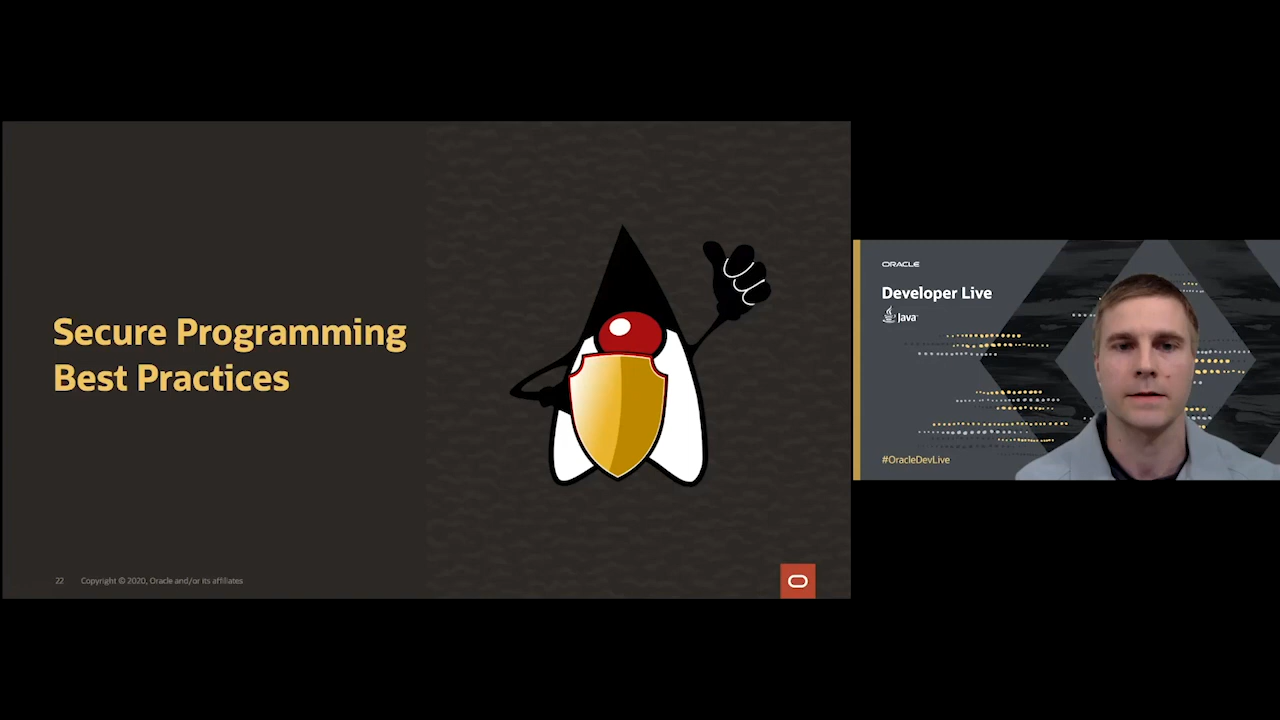 Secure Programming
Best Practices
22 Copyright © 2020, Oracle and/or its affiliates
ORACLE
Developer Live
Java
#OracleDevLive